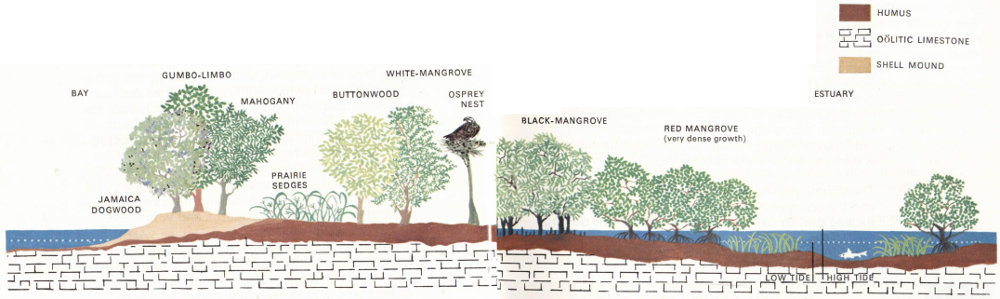 HUMUS
OÖLITIC LIMESTONE
SHELL MOUND
GUMBO-LIMBO
WHITE-MANGROVE
BAY
MAHOGANY
BUTTONWOOD
OSPREY
NEST
ESTUARY
BLACK-MANGROVE
RED MANGROVE
(very dense growth)
PRAIRIE
SEDGES
JAMAICA
DOGWOOD
LOW TIDE
HIGH TIDE